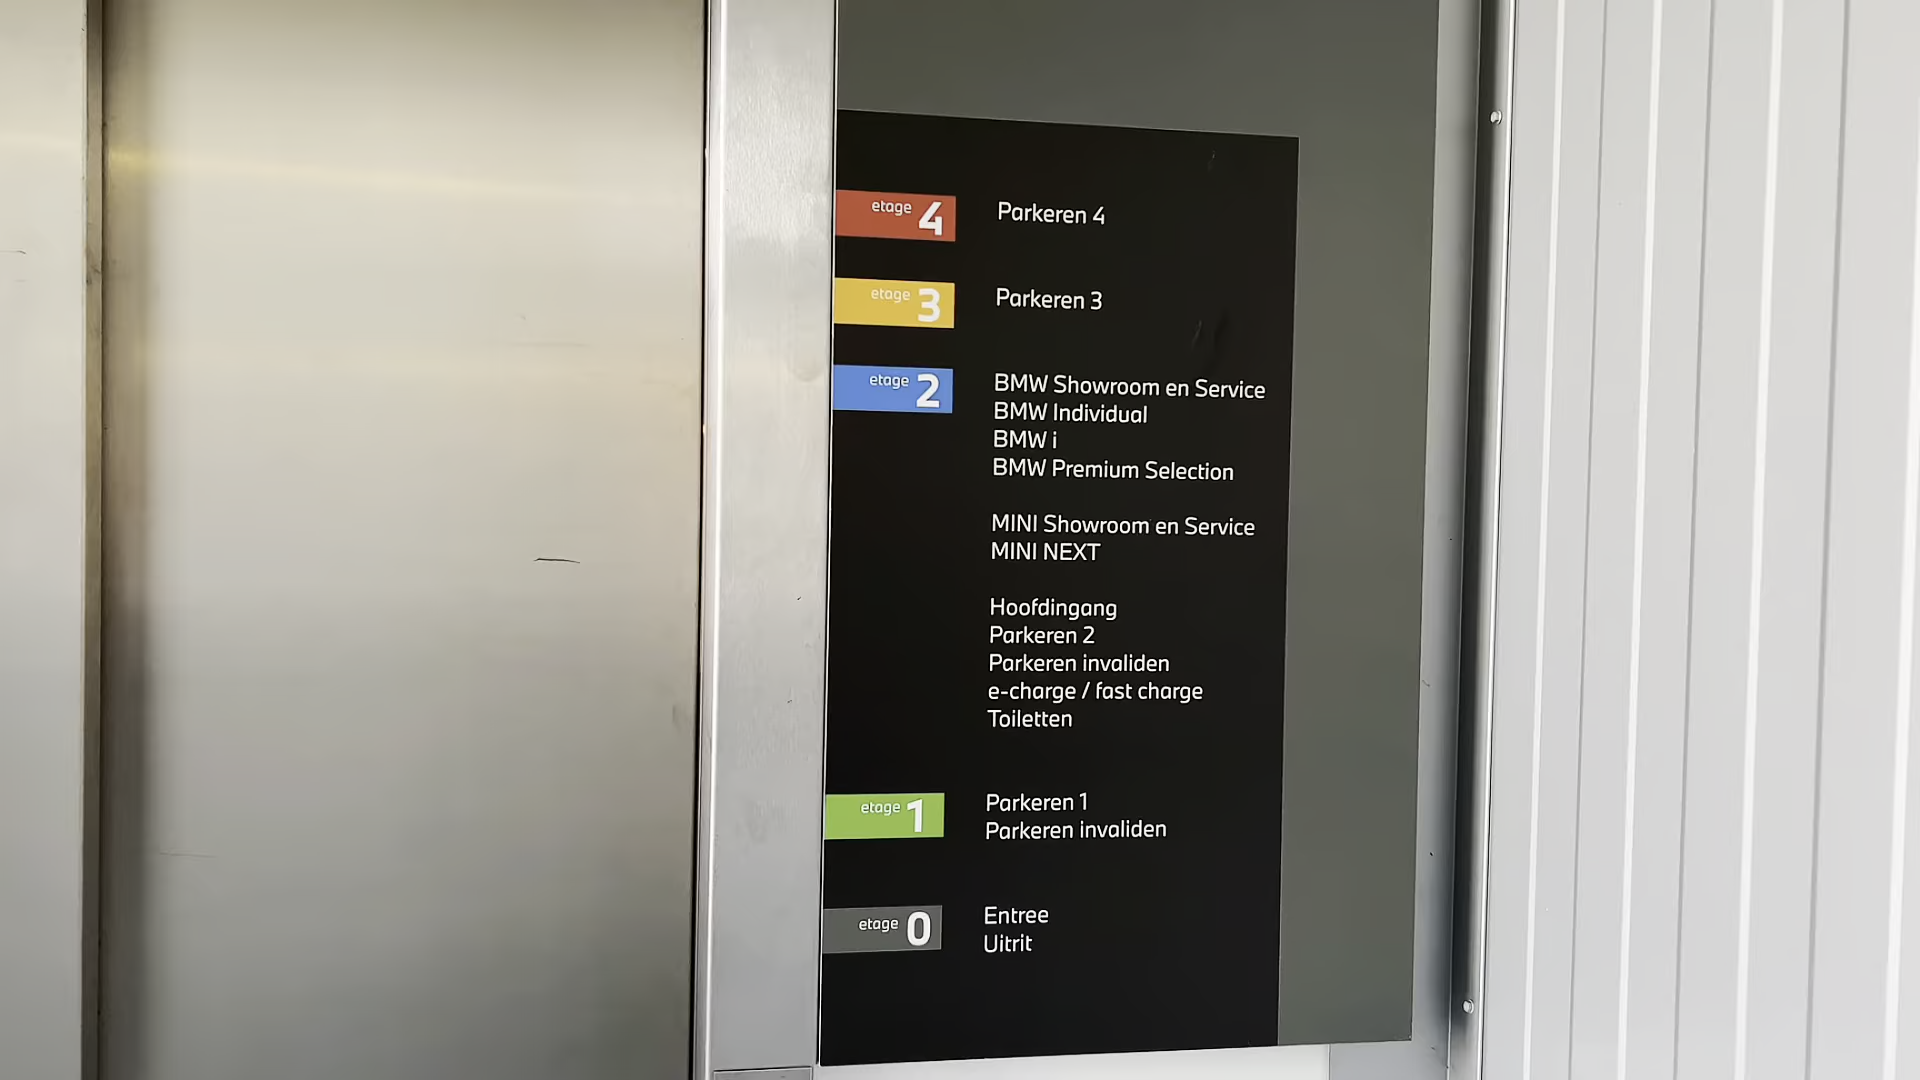 etage 4 Parkeren 4
etage 3 Parkeren 3
etage 2 BMW Showroom en Service
BMW Individual
BMW i
BMW Premium Selection
MINI Showroom en Service
MINI NEXT
Hoofdingang
Parkeren 2
Parkeren invaliden
e-charge / fast charge
Toiletten
etage 1 Parkeren 1
Parkeren invaliden
etage 0 Entree
Uitrit